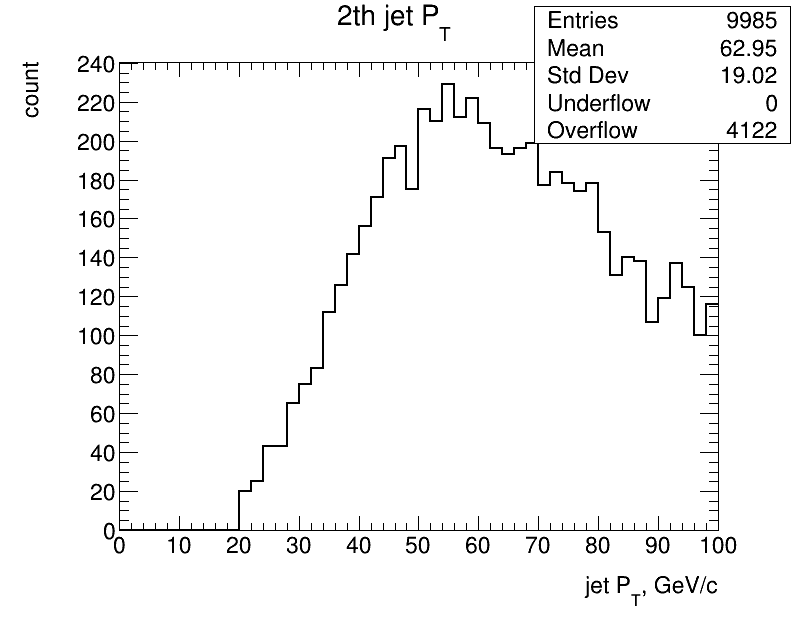 2th jet P_T
Entries 9985
Mean 62.95
Std Dev 19.02
Underflow 0
Overflow 4122
count
240
220
200
180
160
140
120
100
80
60
40
20
0
0 10 20 30 40 50 60 70 80 90 100
jet P_T, GeV/c